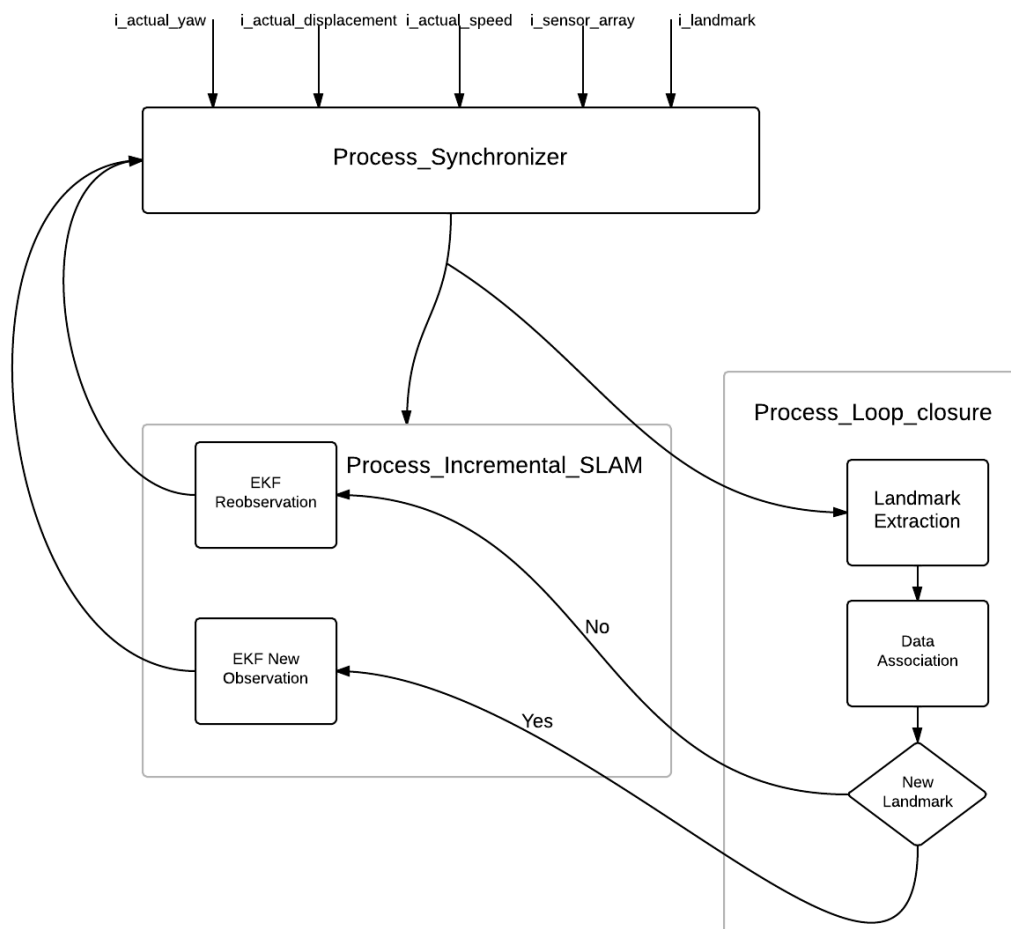 i_actual_yaw i_actual_displacement i_actual_speed i_sensor_array i_landmark
Process_Synchronizer
Process_Loop_closure
Process_Incremental_SLAM
EKF
Reobservation
Landmark
Extraction
No
Data
Association
EKF New
Observation
Yes
New
Landmark